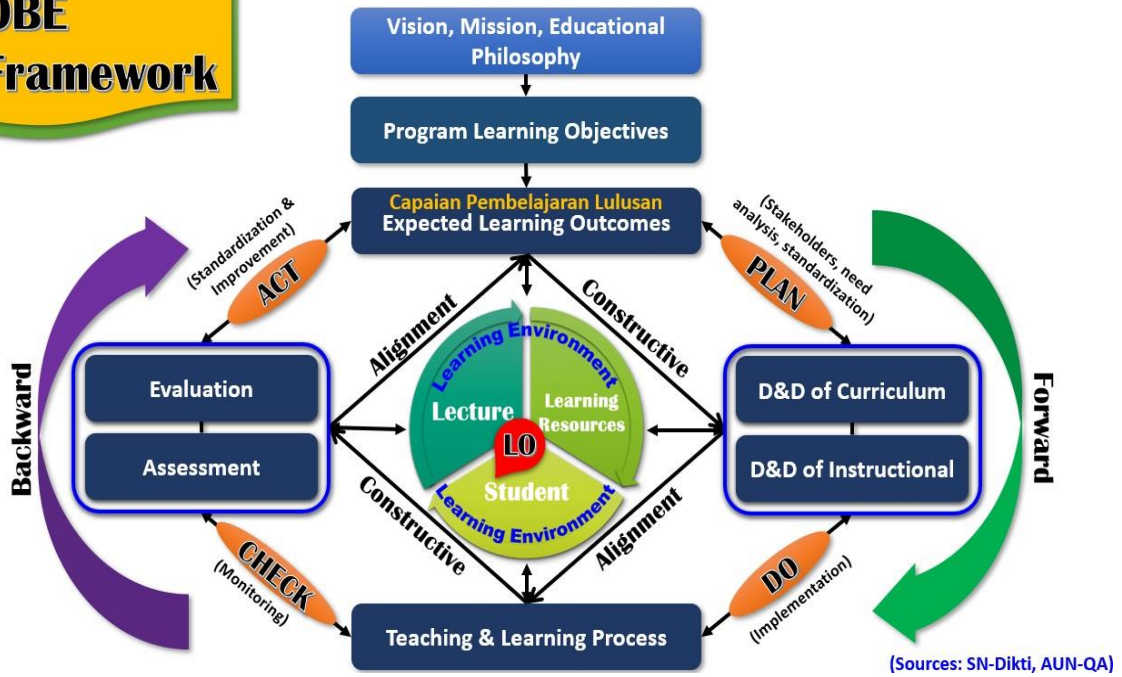 OBE
Framework
Vision, Mission, Educational
Philosophy
Program Learning Objectives
Capaian Pembelajaran Lulusan
Expected Learning Outcomes
(Standardization &
Improvement)
ACT
(Stakeholders, need
analysis, standardization)
PLAN
Alignment
Constructive
Backward
Forward
Evaluation
Assessment
Learning Environment
Lecture
Learning
Resources
LO
Student
Learning Environment
D&D of Curriculum
D&D of Instructional
Constructive
Alignment
CHECK
(Monitoring)
DO
(Implementation)
Teaching & Learning Process
(Sources: SN-Dikti, AUN-QA)